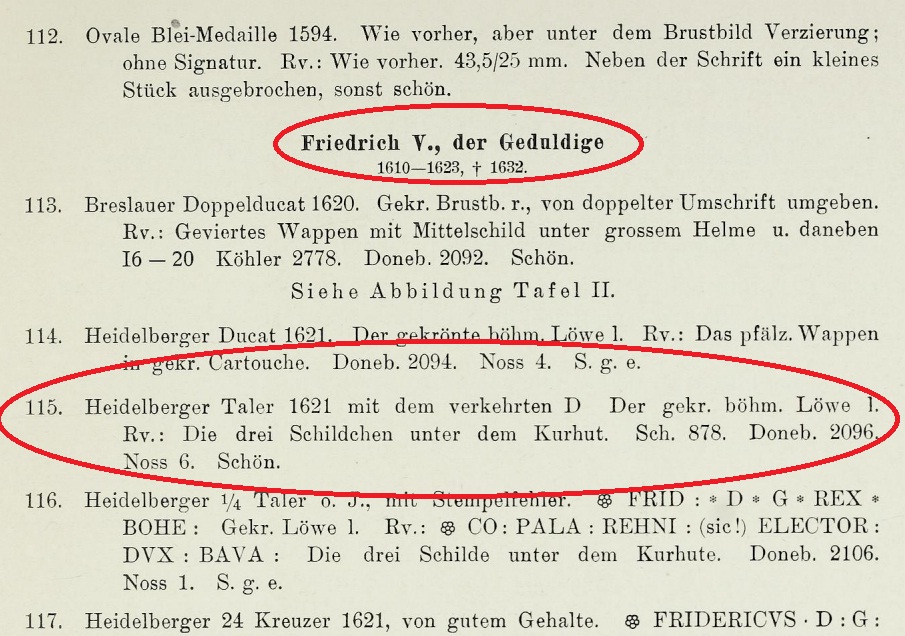 112. Ovale Blei-Medaille 1594. Wie vorher, aber unter dem Brustbild Verzierung;
ohne Signatur. Rv.: Wie vorher. 43,5/25 mm. Neben der Schrift ein kleines
Stück ausgebrochen, sonst schön.
Friedrich V., der Geduldige
1610—1623, † 1632.
113. Breslauer Doppelducat 1620. Gekr. Brustb. r., von doppelter Umschrift umgeben.
Rv.: Geviertes Wappen mit Mittelschild unter grossem Helme u. daneben
I6 — 20 Köhler 2778. Doneb. 2092. Schön.
Siehe Abbildung Tafel II.
114. Heidelberger Ducat 1621. Der gekrönte böhm. Löwe l. Rv.: Das pfälz. Wappen
in gekr. Cartouche. Doneb. 2094. Noss 4. S. g. e.
115. Heidelberger Taler 1621 mit dem verkehrten D Der gekr. böhm. Löwe l.
Rv.: Die drei Schildchen unter dem Kurhut. Sch. 878. Doneb. 2096.
Noss 6. Schön.
116. Heidelberger 1/4 Taler o. J., mit Stempelfehler. ֎ FRID : * D * G * REX *
BOHE : Gekr. Löwe l. Rv.: ֎ CO : PALA : REHNI : (sic!) ELECTOR :
DVX : BAVA : Die drei Schilde unter dem Kurhute. Doneb. 2106.
Noss 1. S. g. e.
117. Heidelberger 24 Kreuzer 1621, von gutem Gehalte. ֎ FRIDERICVS · D : G :